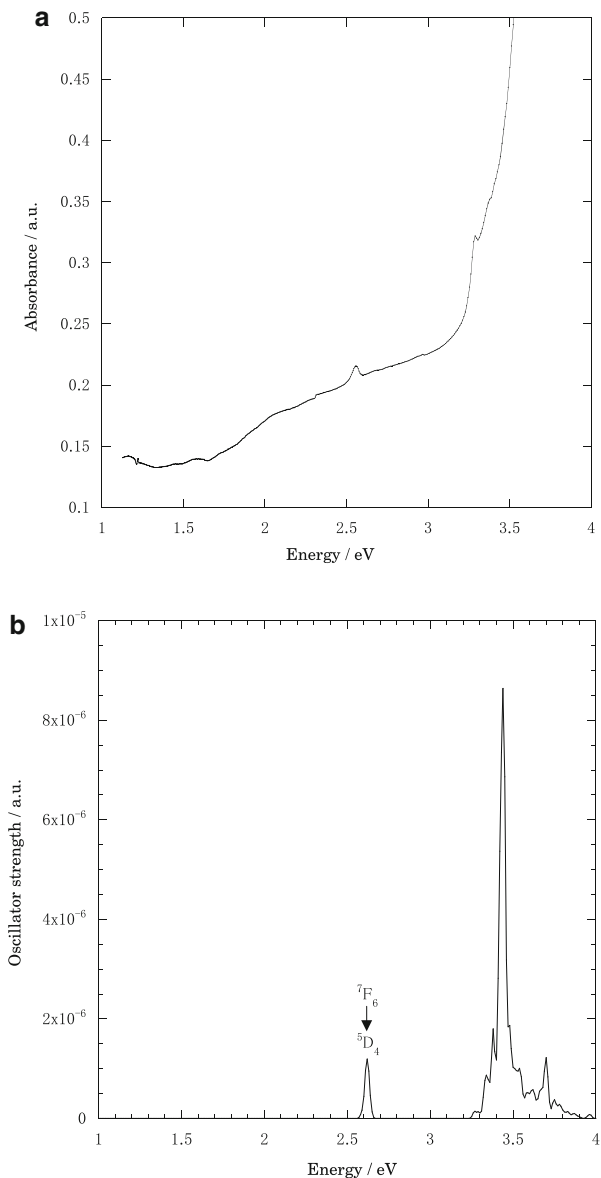 a
0.5
0.45
0.4
0.35
0.3
0.25
0.2
0.15
0.1
Absorbance / a.u.
1 1.5 2 2.5 3 3.5 4
Energy / eV
b
1x10⁻⁵
8x10⁻⁶
6x10⁻⁶
4x10⁻⁶
2x10⁻⁶
0
Oscillator strength / a.u.
⁷F₆
⁵D₄
1 1.5 2 2.5 3 3.5 4
Energy / eV